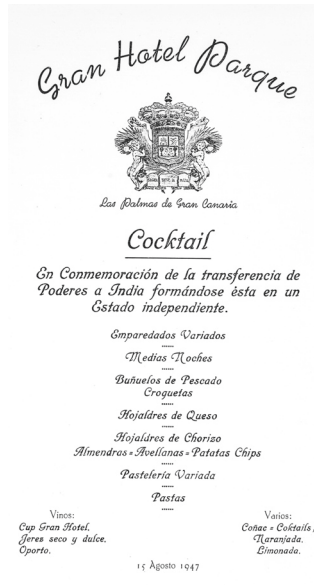 Gran Hotel Parque
Las Palmas de Gran Canaria
Cocktail
En Conmemoración de la transferencia de
Poderes a India formándose ésta en un
Estado independiente.
Emparedados Variados
Medias Noches
Buñuelos de Pescado
Croquetas
Hojaldres de Queso
Hojaldres de Chorizo
Almendras = Avellanas = Patatas Chips
Pastelería Variada
Pastas
Vinos:
Cup Gran Hotel,
Jeres seco y dulce,
Oporto.
Varios:
Coñac = Coktails,
Naranjada,
Limonada.
15 Agosto 1947